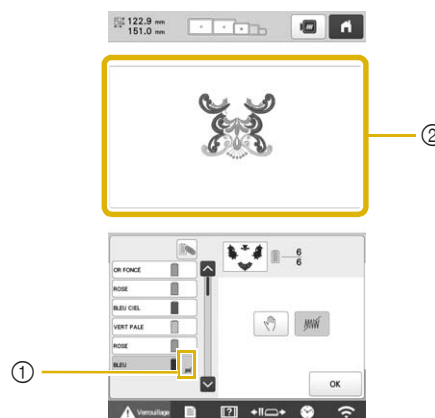 122.9 mm
151.0 mm
②
6
6
OR FONCE
ROSE
BLEU CIEL
VERT PALE
ROSE
BLEU
①
OK
Verrouillage